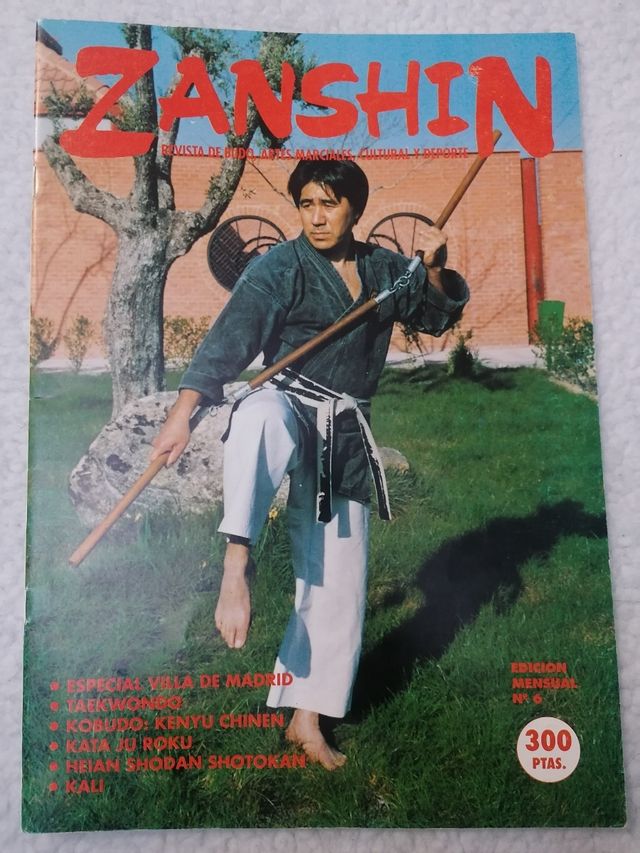 ZANSHIN
REVISTA DE BUDO, ARTES MARCIALES, CULTURAL Y DEPORTE
• ESPECIAL VILLA DE MADRID
• TAEKWONDO
• KOBUDO: KENYU CHINEN
• KATA JU ROKU
• HEIAN SHODAN SHOTOKAN
• KALI
EDICION
MENSUAL
Nº 6
300
PTAS.